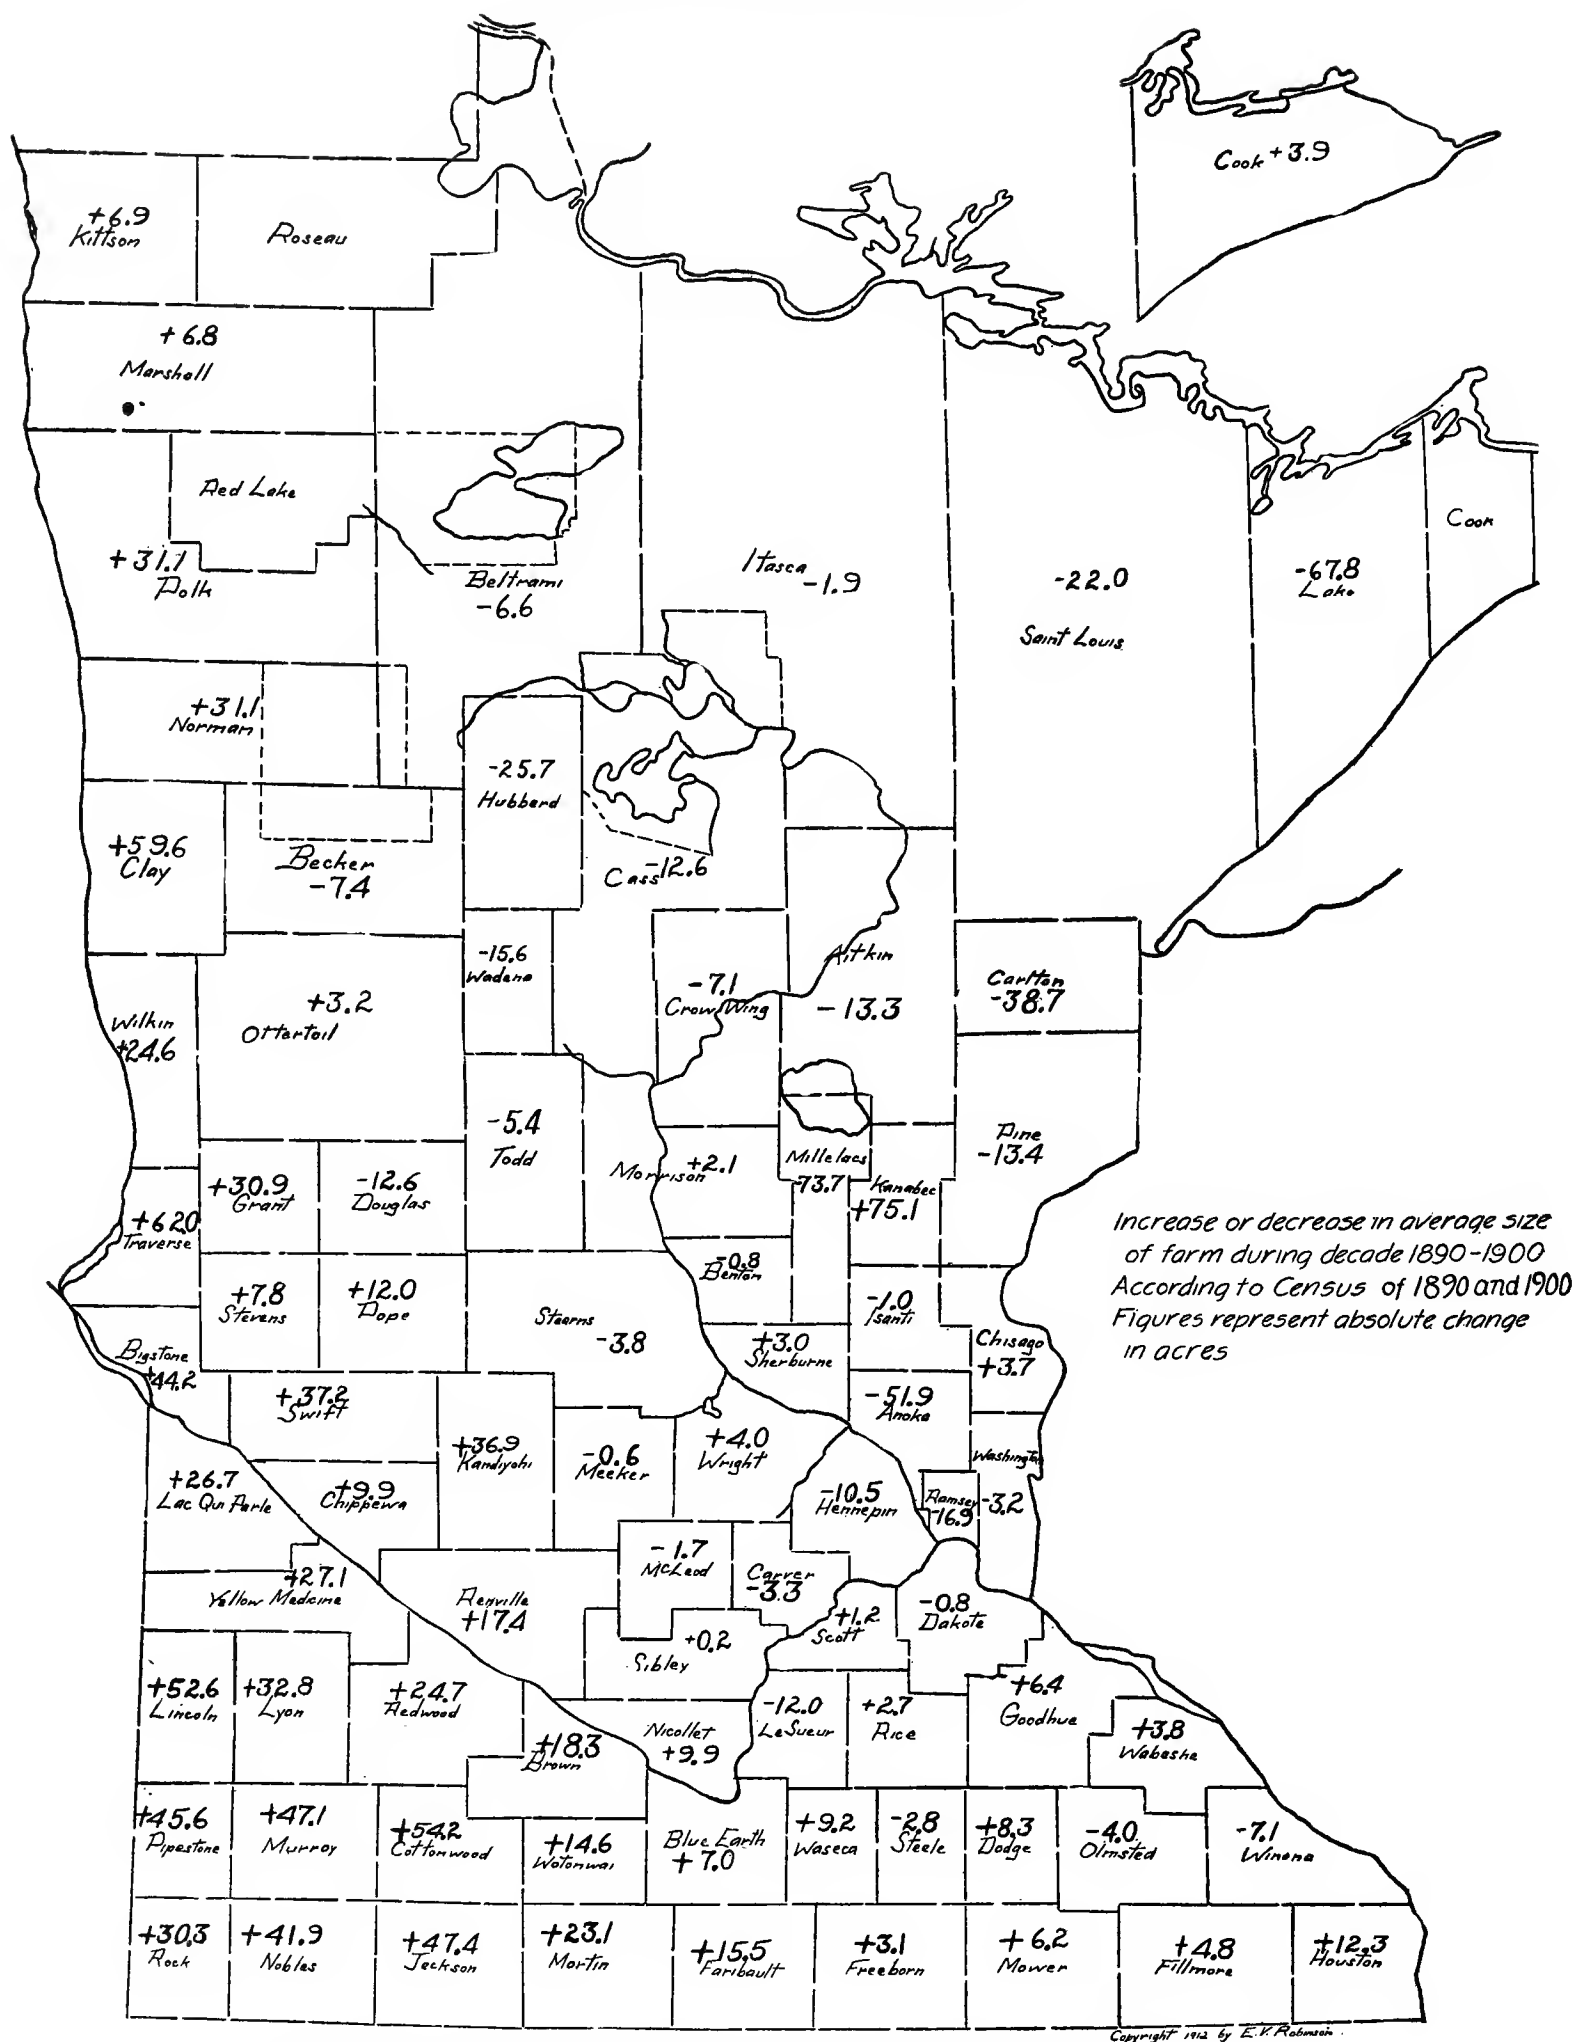 Cook +3.9
+6.9
Kittson
Roseau
+6.8
Marshall
Red Lake
+31.1
Polk
Beltrami
-6.6
Itasca
-1.9
-22.0
Saint Louis
-67.8
Lake
Cook
+31.1
Norman
-25.7
Hubbard
+59.6
Clay
Becker
-7.4
Cass -12.6
-15.6
Wadena
-7.1
Crow Wing
Aitkin
-13.3
Carlton
-38.7
Wilkin
+24.6
+3.2
Ottertail
-5.4
Todd
Morrison +2.1
Millelacs
-73.7
Kanabec
+75.1
Pine
-13.4
+30.9
Grant
-12.6
Douglas
+62.0
Traverse
+7.8
Stevens
+12.0
Pope
Stearns
-3.8
-0.8
Benton
+3.0
Sherburne
-1.0
Isanti
Chisago
+3.7
Increase or decrease in average size
of farm during decade 1890-1900
According to Census of 1890 and 1900
Figures represent absolute change
in acres
Bigstone
+44.2
+37.2
Swift
+36.9
Kandiyohi
-0.6
Meeker
+4.0
Wright
-51.9
Anoka
Washington
-3.2
Ramsey
-16.9
-10.5
Hennepin
+26.7
Lac Qui Parle
+9.9
Chippewa
+27.1
Yellow Medicine
Renville
+17.4
-1.7
McLeod
Carver
-3.3
+1.2
Scott
-0.8
Dakota
+0.2
Sibley
+52.6
Lincoln
+32.8
Lyon
+24.7
Redwood
+18.3
Brown
Nicollet
+9.9
-12.0
LeSueur
+2.7
Rice
+6.4
Goodhue
+3.8
Wabasha
+45.6
Pipestone
+47.1
Murray
+54.2
Cottonwood
+14.6
Watonwan
Blue Earth
+7.0
+9.2
Waseca
-2.8
Steele
+8.3
Dodge
-4.0
Olmsted
-7.1
Winona
+30.3
Rock
+41.9
Nobles
+47.4
Jackson
+23.1
Martin
+15.5
Faribault
+3.1
Freeborn
+6.2
Mower
+4.8
Fillmore
+12.3
Houston
Copyright 1912 by E.V. Robinson.